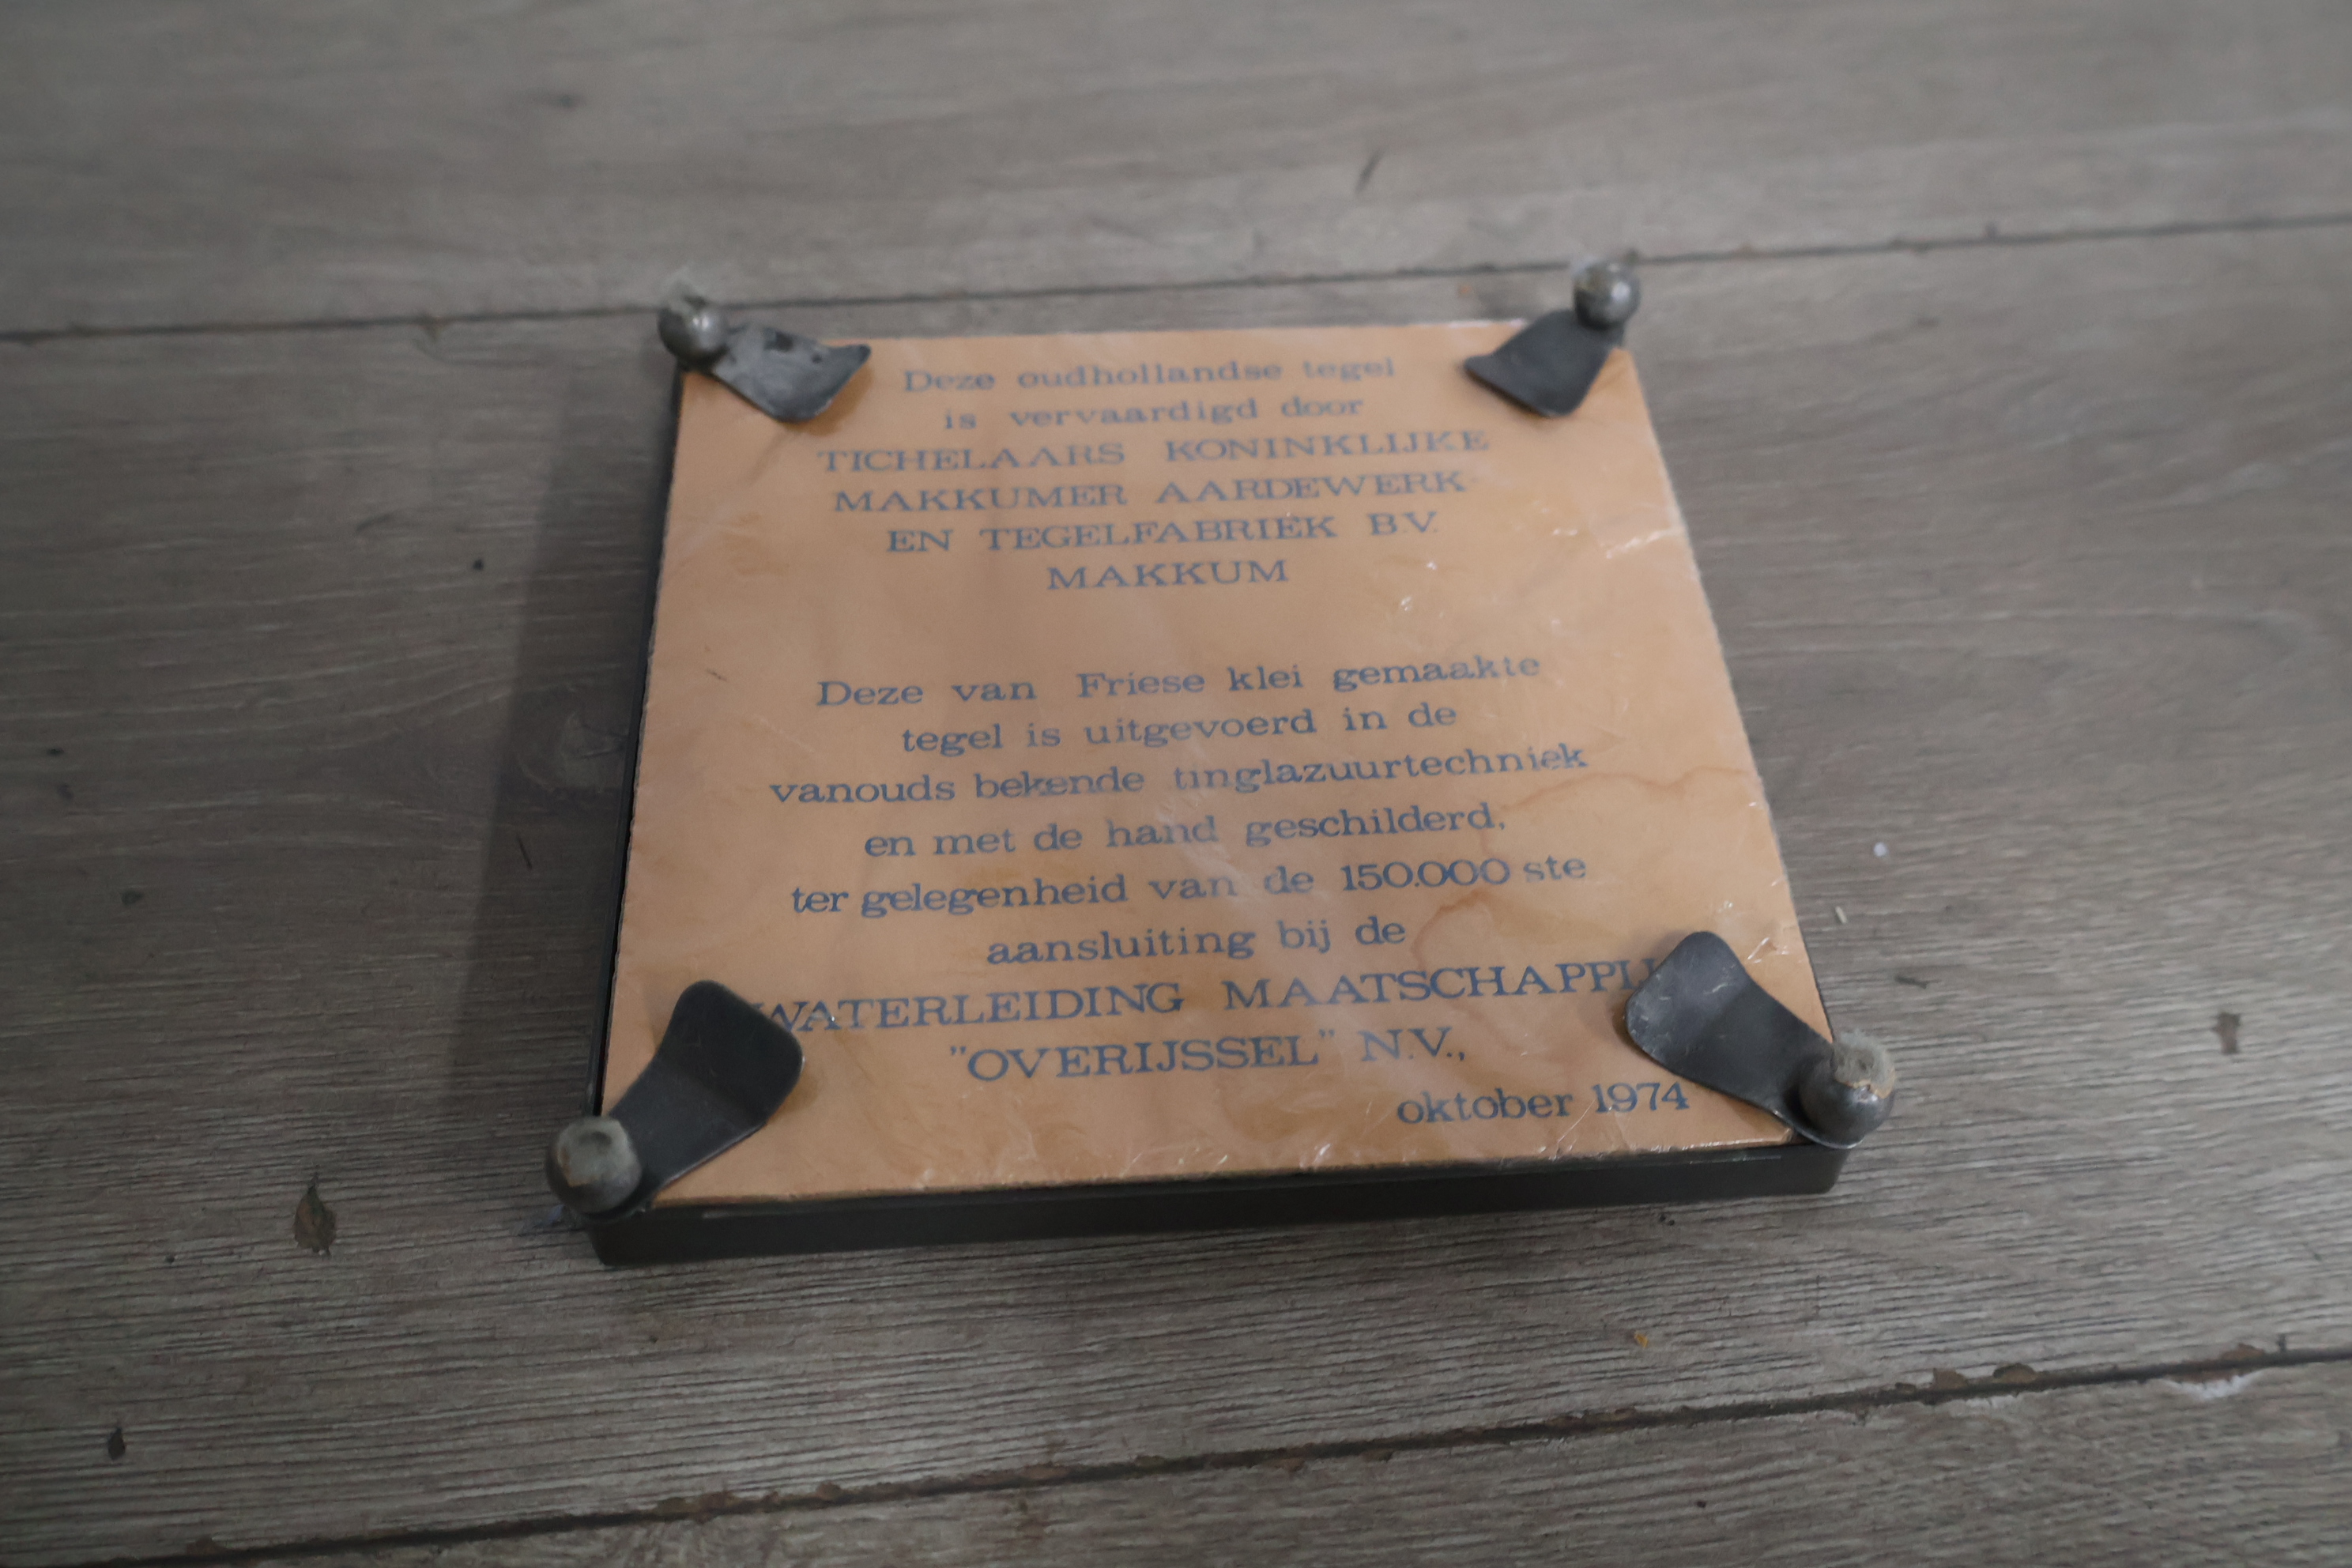 Deze oudhollandse tegel
is vervaardigd door
TICHELAARS KONINKLIJKE
MAKKUMER AARDEWERK-
EN TEGELFABRIEK B.V.
MAKKUM
Deze van Friese klei gemaakte
tegel is uitgevoerd in de
vanouds bekende tinglazuurtechniek
en met de hand geschilderd,
ter gelegenheid van de 150.000 ste
aansluiting bij de
WATERLEIDING MAATSCHAPPIJ
"OVERIJSSEL" N.V.,
oktober 1974